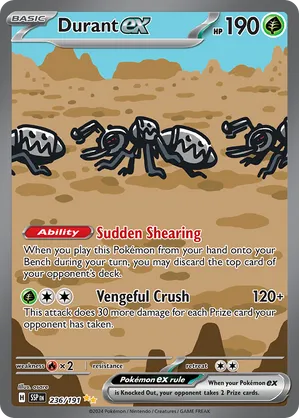 BASIC
Durant ex HP 190
Ability Sudden Shearing
When you play this Pokémon from your hand onto your
Bench during your turn, you may discard the top card
of your opponent's deck.
Vengeful Crush 120+
This attack does 30 more damage for each Prize card your
opponent has taken.
weakness × 2 resistance retreat
Illus. osare
Pokémon ex rule When your Pokémon ex
is Knocked Out, your opponent takes 2 Prize cards.
H SSP EN 236/191
©2024 Pokémon / Nintendo / Creatures / GAME FREAK